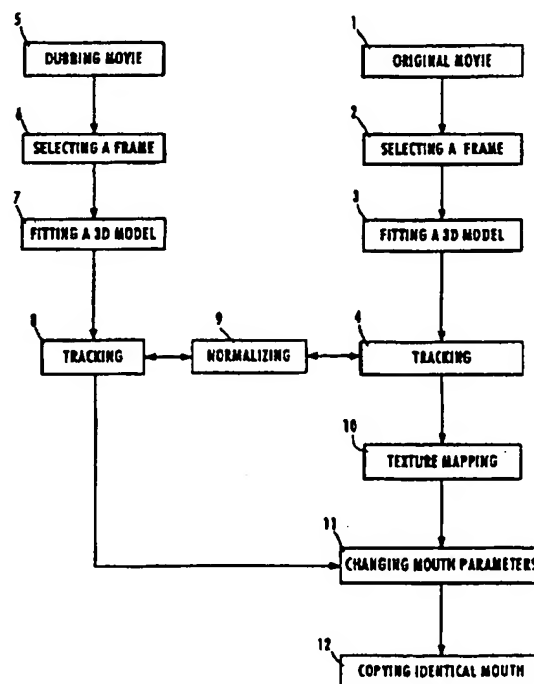 5
DUBBING MOVIE
1
ORIGINAL MOVIE
6
SELECTING A FRAME
2
SELECTING A FRAME
7
FITTING A 3D MODEL
3
FITTING A 3D MODEL
8
TRACKING
9
NORMALIZING
4
TRACKING
10
TEXTURE MAPPING
11
CHANGING MOUTH PARAMETERS
12
COPYING IDENTICAL MOUTH